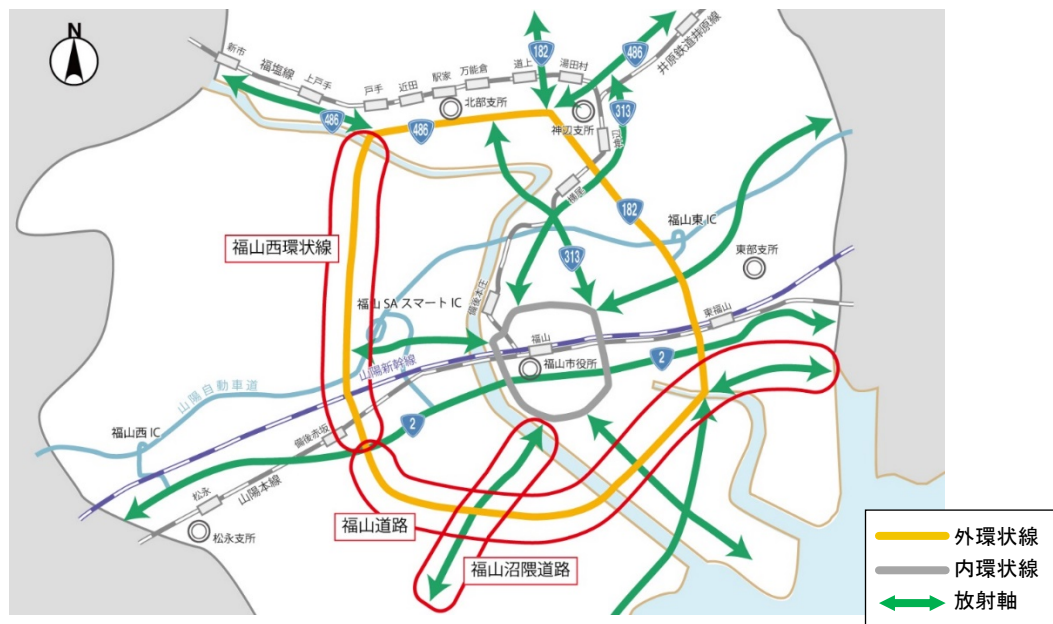 N
新市
福塩線
上戸手
戸手
近田
駅家
万能倉
道上
湯田村
井原鉄道井原線
182
486
486
486
北部支所
神辺支所
313
横尾
182
福山東IC
東部支所
福山西環状線
313
備後本庄
福山SAスマートIC
東福山
福山
2
福山市役所
山陽新幹線
山陽自動車道
2
福山西IC
備後赤坂
松永
山陽本線
松永支所
福山道路
福山沼隈道路
外環状線
内環状線
放射軸